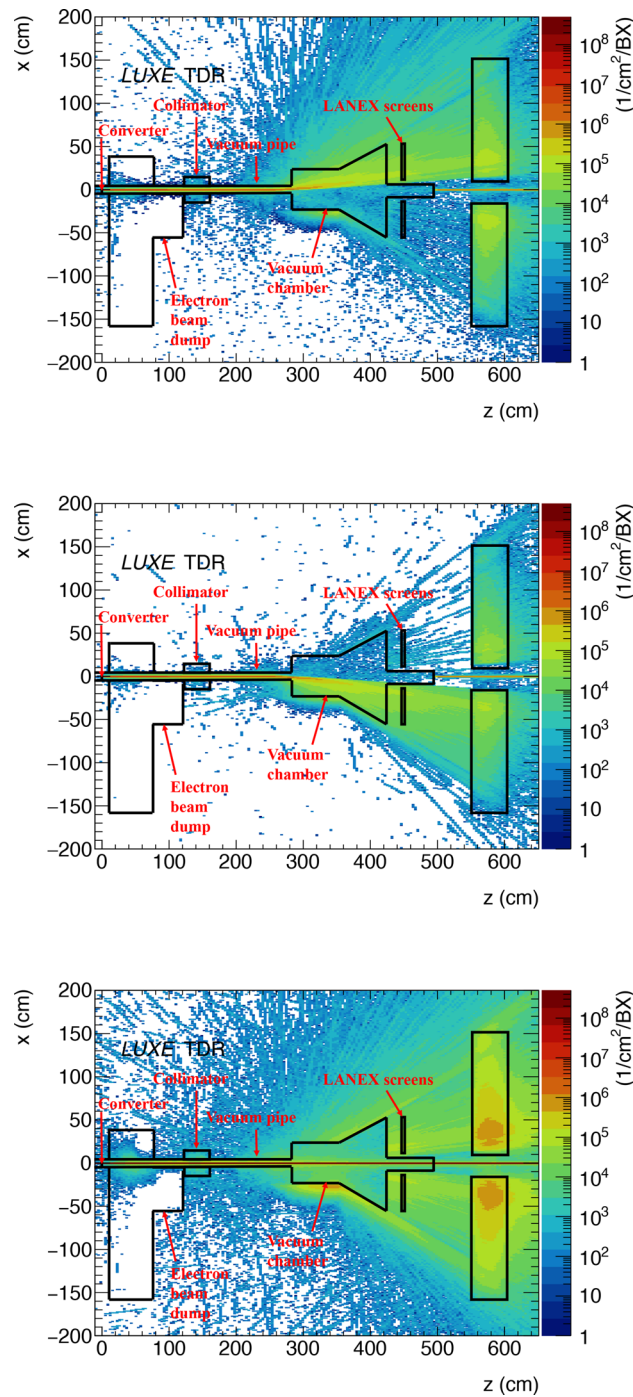 x (cm)
200
150
100
50
0
−50
−100
−150
−200
LUXE TDR
Collimator
Converter
Vacuum pipe
LANEX screens
Vacuum
chamber
Electron
beam
dump
0 100 200 300 400 500 600
z (cm)
10⁸
10⁷
10⁶
10⁵
10⁴
10³
10²
10
1
(1/cm²/BX)
x (cm)
200
150
100
50
0
−50
−100
−150
−200
LUXE TDR
Collimator
Converter
Vacuum pipe
LANEX screens
Vacuum
chamber
Electron
beam
dump
0 100 200 300 400 500 600
z (cm)
10⁸
10⁷
10⁶
10⁵
10⁴
10³
10²
10
1
(1/cm²/BX)
x (cm)
200
150
100
50
0
−50
−100
−150
−200
LUXE TDR
Collimator
Converter
Vacuum pipe
LANEX screens
Vacuum
chamber
Electron
beam
dump
0 100 200 300 400 500 600
z (cm)
10⁸
10⁷
10⁶
10⁵
10⁴
10³
10²
10
1
(1/cm²/BX)